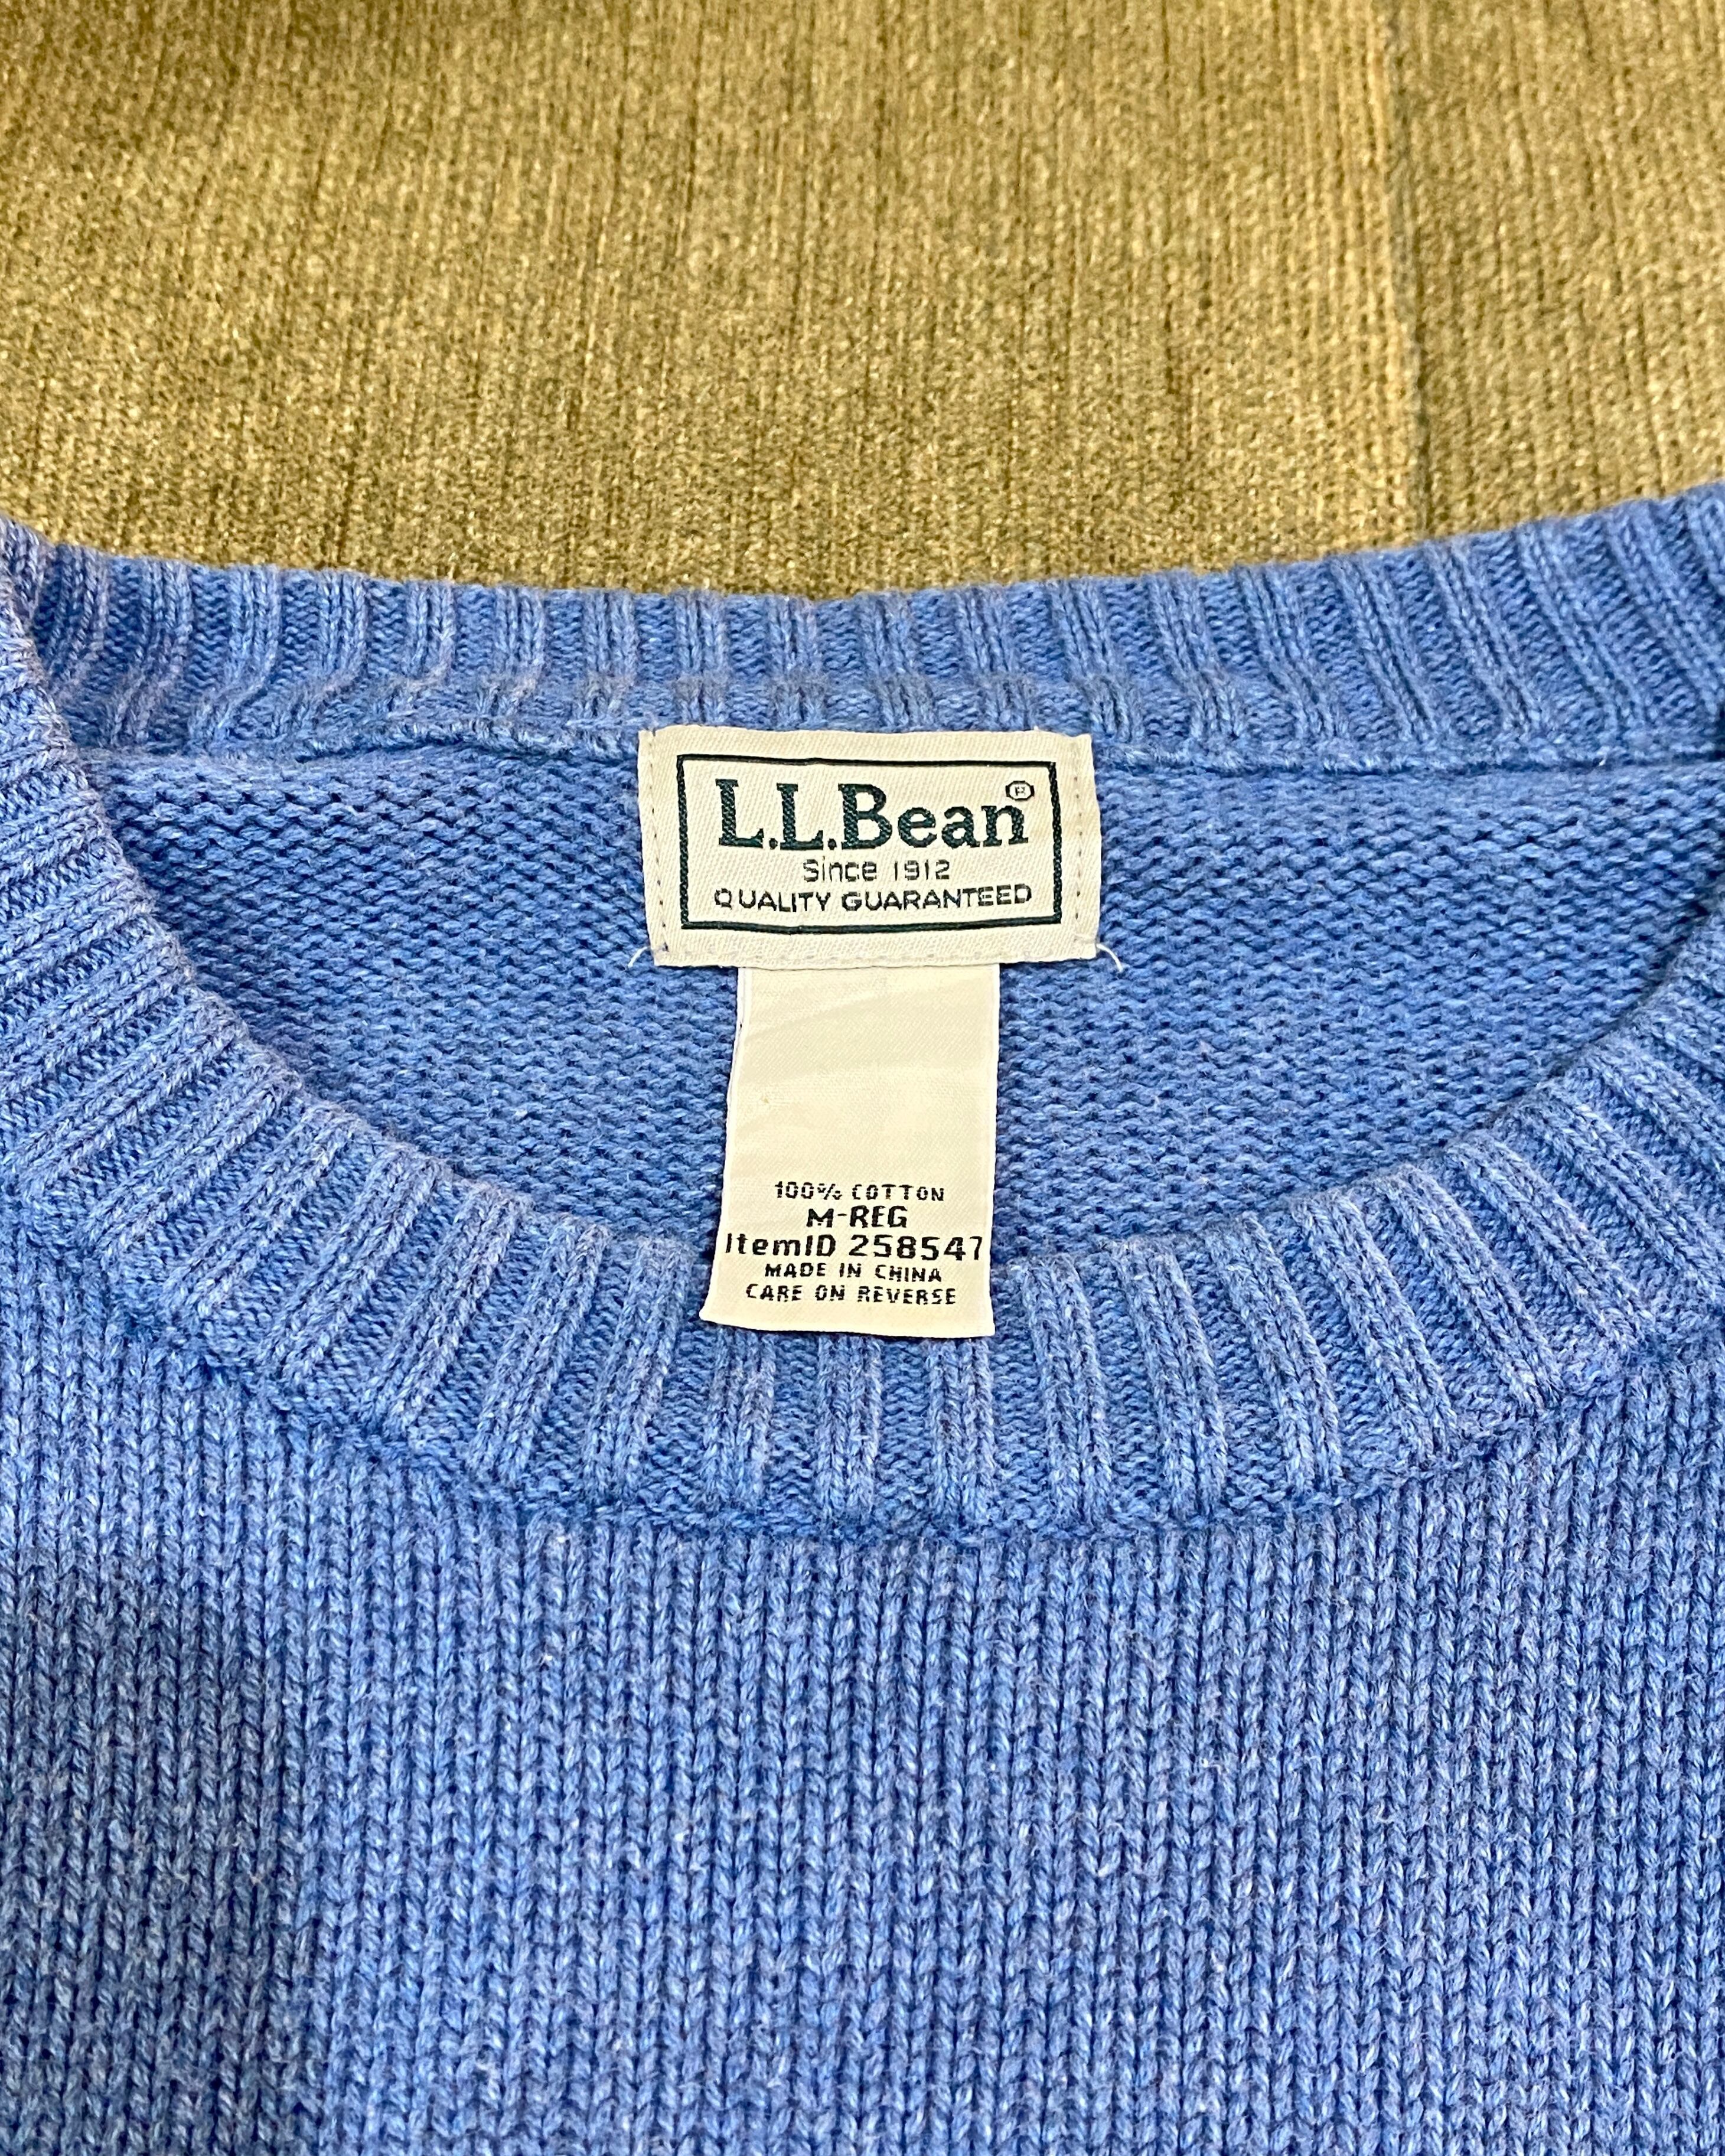 L.L.Bean®
Since 1912
QUALITY GUARANTEED
100% COTTON
M-REG
ItemID 258547
MADE IN CHINA
CARE ON REVERSE